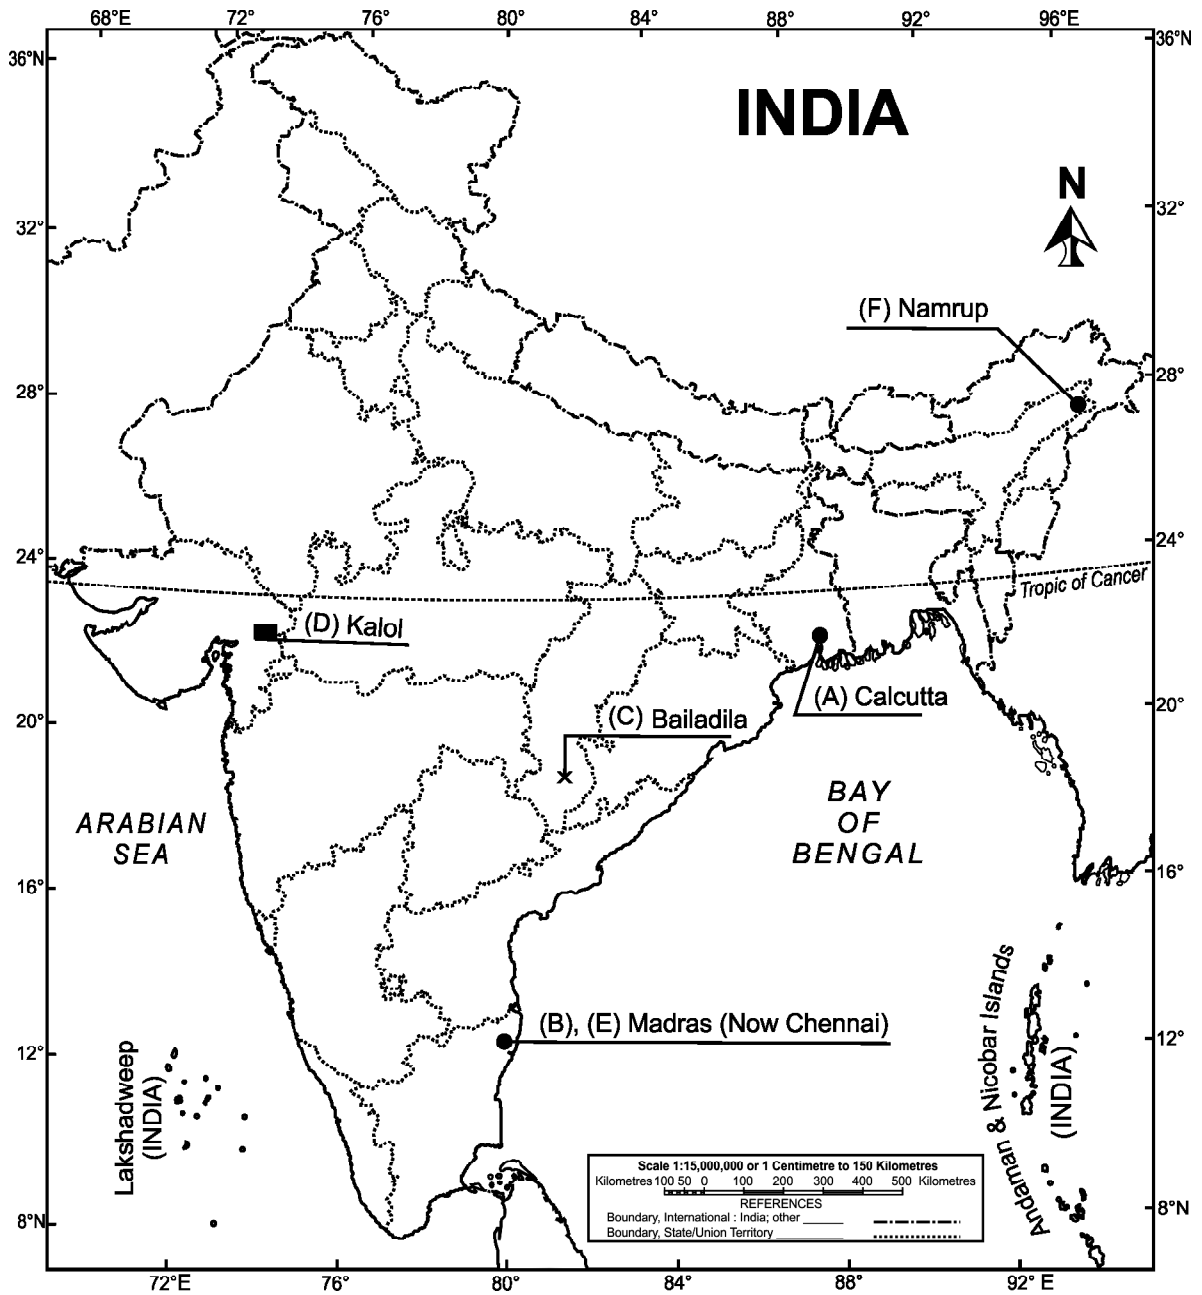 68°E 72° 76° 80° 84° 88° 92° 96°E
36°N
36°N
INDIA
N
32°
32°
(F) Namrup
28°
28°
24°
24°
Tropic of Cancer
(D) Kalol
(A) Calcutta
20°
20°
(C) Bailadila
ARABIAN
SEA
BAY
OF
BENGAL
16°
16°
(B), (E) Madras (Now Chennai)
12°
12°
Lakshadweep
(INDIA)
Andaman & Nicobar Islands
(INDIA)
Scale 1:15,000,000 or 1 Centimetre to 150 Kilometres
Kilometres 100 50 0 100 200 300 400 500 Kilometres
REFERENCES
Boundary, International : India; other
Boundary, State/Union Territory
8°N
8°N
72°E 76° 80° 84° 88° 92° E